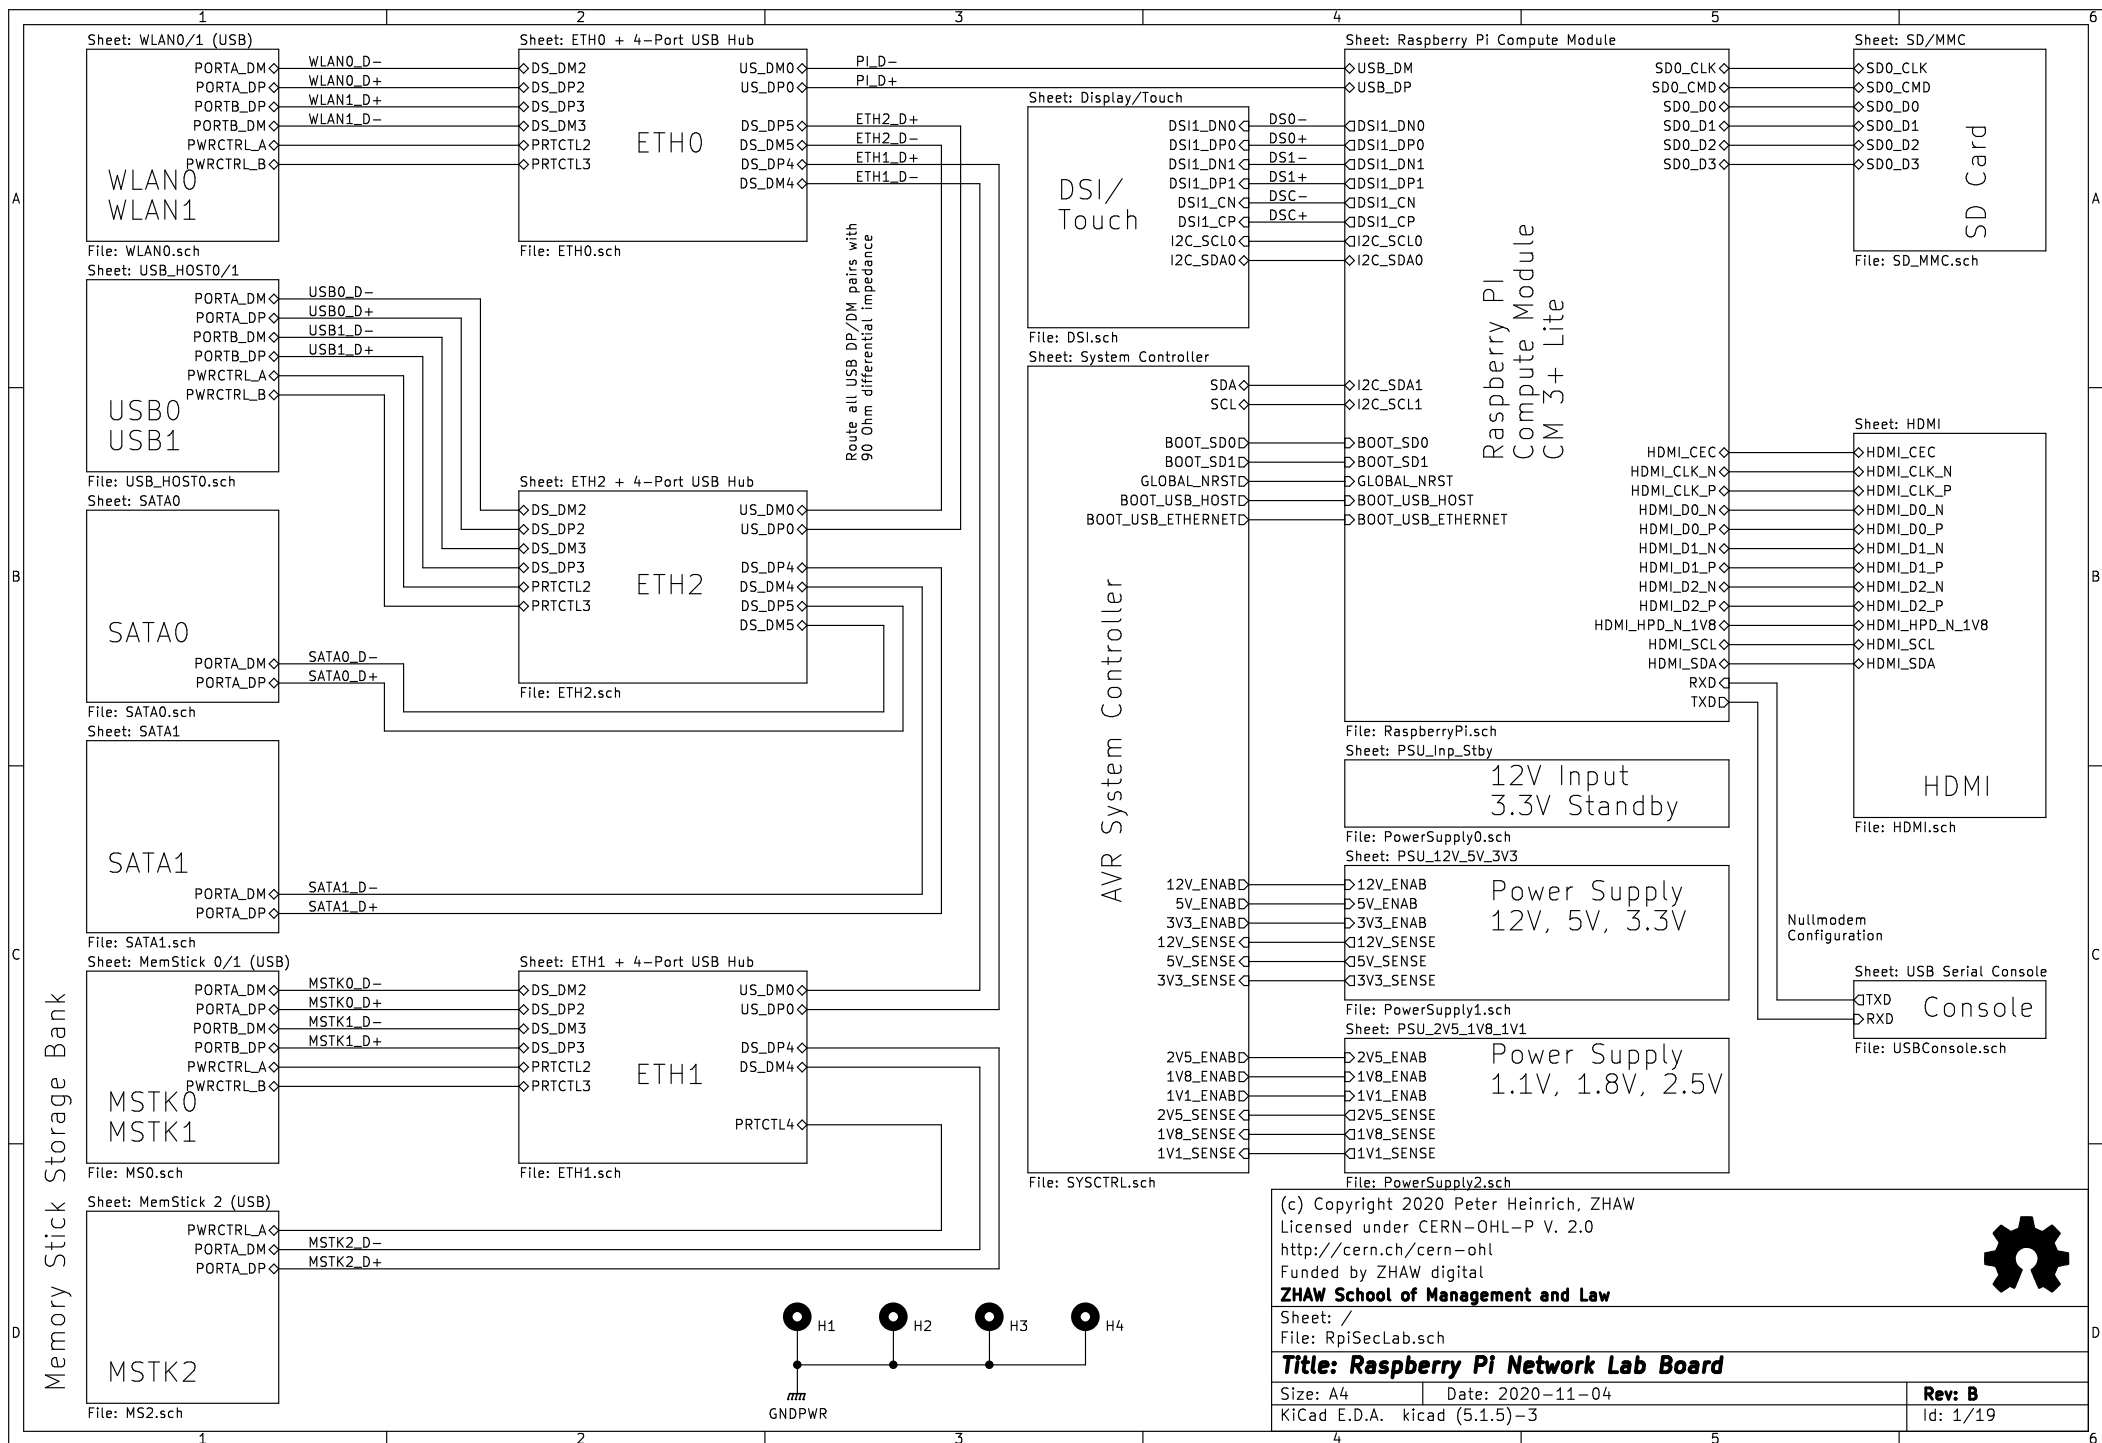 1 2 3 4 5 6
A
B
C
D
Sheet: WLAN0/1 (USB)
PORTA_DM
PORTA_DP
PORTB_DP
PORTB_DM
PWRCTRL_A
PWRCTRL_B
WLAN0
WLAN1
File: WLAN0.sch
WLAN0_D-
WLAN0_D+
WLAN1_D+
WLAN1_D-
Sheet: ETH0 + 4-Port USB Hub
DS_DM2
DS_DP2
DS_DP3
DS_DM3
PRTCTL2
PRTCTL3
ETH0
US_DM0
US_DP0
DS_DP5
DS_DM5
DS_DP4
DS_DM4
File: ETH0.sch
PI_D-
PI_D+
ETH2_D+
ETH2_D-
ETH1_D+
ETH1_D-
Route all USB DP/DM pairs with
90 Ohm differential impedance
Sheet: USB_HOST0/1
PORTA_DM
PORTA_DP
PORTB_DM
PORTB_DP
PWRCTRL_A
PWRCTRL_B
USB0
USB1
File: USB_HOST0.sch
USB0_D-
USB0_D+
USB1_D-
USB1_D+
Sheet: ETH2 + 4-Port USB Hub
DS_DM2
DS_DP2
DS_DM3
DS_DP3
PRTCTL2
PRTCTL3
ETH2
US_DM0
US_DP0
DS_DP4
DS_DM4
DS_DP5
DS_DM5
File: ETH2.sch
Sheet: SATA0
SATA0
PORTA_DM
PORTA_DP
File: SATA0.sch
SATA0_D-
SATA0_D+
Sheet: SATA1
SATA1
PORTA_DM
PORTA_DP
File: SATA1.sch
SATA1_D-
SATA1_D+
Memory Stick Storage Bank
Sheet: MemStick 0/1 (USB)
PORTA_DM
PORTA_DP
PORTB_DM
PORTB_DP
PWRCTRL_A
PWRCTRL_B
MSTK0
MSTK1
File: MS0.sch
MSTK0_D-
MSTK0_D+
MSTK1_D-
MSTK1_D+
Sheet: ETH1 + 4-Port USB Hub
DS_DM2
DS_DP2
DS_DM3
DS_DP3
PRTCTL2
PRTCTL3
ETH1
US_DM0
US_DP0
DS_DP4
DS_DM4
PRTCTL4
File: ETH1.sch
Sheet: MemStick 2 (USB)
PWRCTRL_A
PORTA_DM
PORTA_DP
MSTK2
File: MS2.sch
MSTK2_D-
MSTK2_D+
H1
H2
H3
H4
GNDPWR
Sheet: Display/Touch
DSI/
Touch
DSI1_DN0
DSI1_DP0
DSI1_DN1
DSI1_DP1
DSI1_CN
DSI1_CP
I2C_SCL0
I2C_SDA0
File: DSI.sch
DS0-
DS0+
DS1-
DS1+
DSC-
DSC+
Sheet: System Controller
AVR System Controller
SDA
SCL
BOOT_SD0
BOOT_SD1
GLOBAL_NRST
BOOT_USB_HOST
BOOT_USB_ETHERNET
12V_ENAB
5V_ENAB
3V3_ENAB
12V_SENSE
5V_SENSE
3V3_SENSE
2V5_ENAB
1V8_ENAB
1V1_ENAB
2V5_SENSE
1V8_SENSE
1V1_SENSE
File: SYSCTRL.sch
Sheet: Raspberry Pi Compute Module
USB_DM
USB_DP
DSI1_DN0
DSI1_DP0
DSI1_DN1
DSI1_DP1
DSI1_CN
DSI1_CP
I2C_SCL0
I2C_SDA0
I2C_SDA1
I2C_SCL1
BOOT_SD0
BOOT_SD1
GLOBAL_NRST
BOOT_USB_HOST
BOOT_USB_ETHERNET
Raspberry PI
Compute Module
CM 3+ Lite
SD0_CLK
SD0_CMD
SD0_D0
SD0_D1
SD0_D2
SD0_D3
HDMI_CEC
HDMI_CLK_N
HDMI_CLK_P
HDMI_D0_N
HDMI_D0_P
HDMI_D1_N
HDMI_D1_P
HDMI_D2_N
HDMI_D2_P
HDMI_HPD_N_1V8
HDMI_SCL
HDMI_SDA
RXD
TXD
File: RaspberryPi.sch
Sheet: PSU_Inp_Stby
12V Input
3.3V Standby
File: PowerSupply0.sch
Sheet: PSU_12V_5V_3V3
12V_ENAB
5V_ENAB
3V3_ENAB
12V_SENSE
5V_SENSE
3V3_SENSE
Power Supply
12V, 5V, 3.3V
File: PowerSupply1.sch
Sheet: PSU_2V5_1V8_1V1
2V5_ENAB
1V8_ENAB
1V1_ENAB
2V5_SENSE
1V8_SENSE
1V1_SENSE
Power Supply
1.1V, 1.8V, 2.5V
File: PowerSupply2.sch
Sheet: SD/MMC
SD0_CLK
SD0_CMD
SD0_D0
SD0_D1
SD0_D2
SD0_D3
SD Card
File: SD_MMC.sch
Sheet: HDMI
HDMI_CEC
HDMI_CLK_N
HDMI_CLK_P
HDMI_D0_N
HDMI_D0_P
HDMI_D1_N
HDMI_D1_P
HDMI_D2_N
HDMI_D2_P
HDMI_HPD_N_1V8
HDMI_SCL
HDMI_SDA
HDMI
File: HDMI.sch
Nullmodem
Configuration
Sheet: USB Serial Console
TXD
RXD
Console
File: USBConsole.sch
(c) Copyright 2020 Peter Heinrich, ZHAW
Licensed under CERN-OHL-P V. 2.0
http://cern.ch/cern-ohl
Funded by ZHAW digital
ZHAW School of Management and Law
Sheet: /
File: RpiSecLab.sch
Title: Raspberry Pi Network Lab Board
Size: A4 Date: 2020-11-04 Rev: B
KiCad E.D.A. kicad (5.1.5)-3 Id: 1/19
A
B
C
D
1 2 3 4 5 6